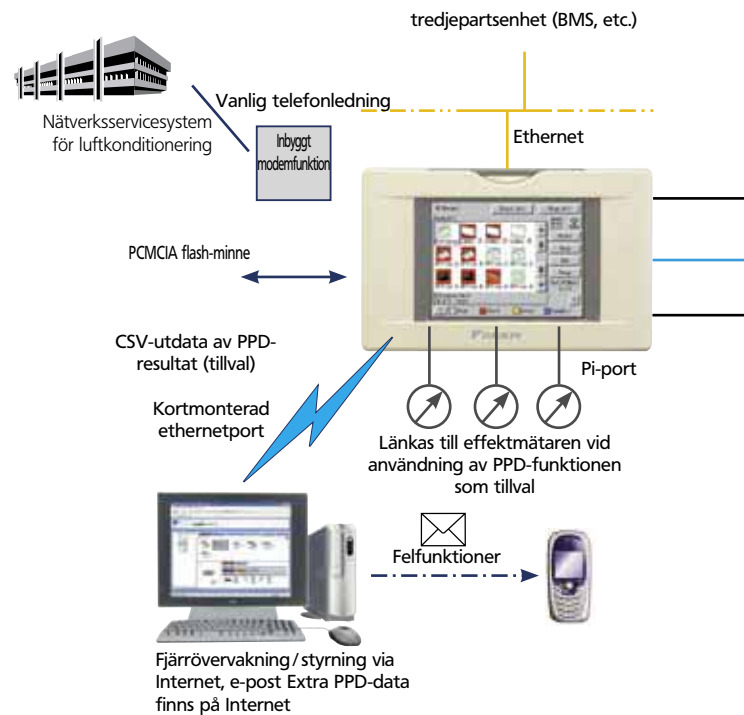 tredjepartsenhet (BMS, etc.)
Vanlig telefonledning
Nätverksservicesystem
för luftkonditionering
Inbyggt
modemfunktion
Ethernet
PCMCIA flash-minne
CSV-utdata av PPD-
resultat (tillval)
Pi-port
Kortmonterad
ethernetport
Länkas till effektmätaren vid
användning av PPD-funktionen
som tillval
Felfunktioner
Fjärrövervakning/styrning via
Internet, e-post Extra PPD-data
finns på Internet